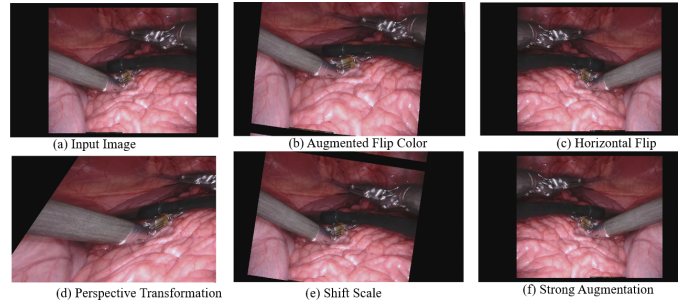 (a) Input Image
(b) Augmented Flip Color
(c) Horizontal Flip
(d) Perspective Transformation
(e) Shift Scale
(f) Strong Augmentation